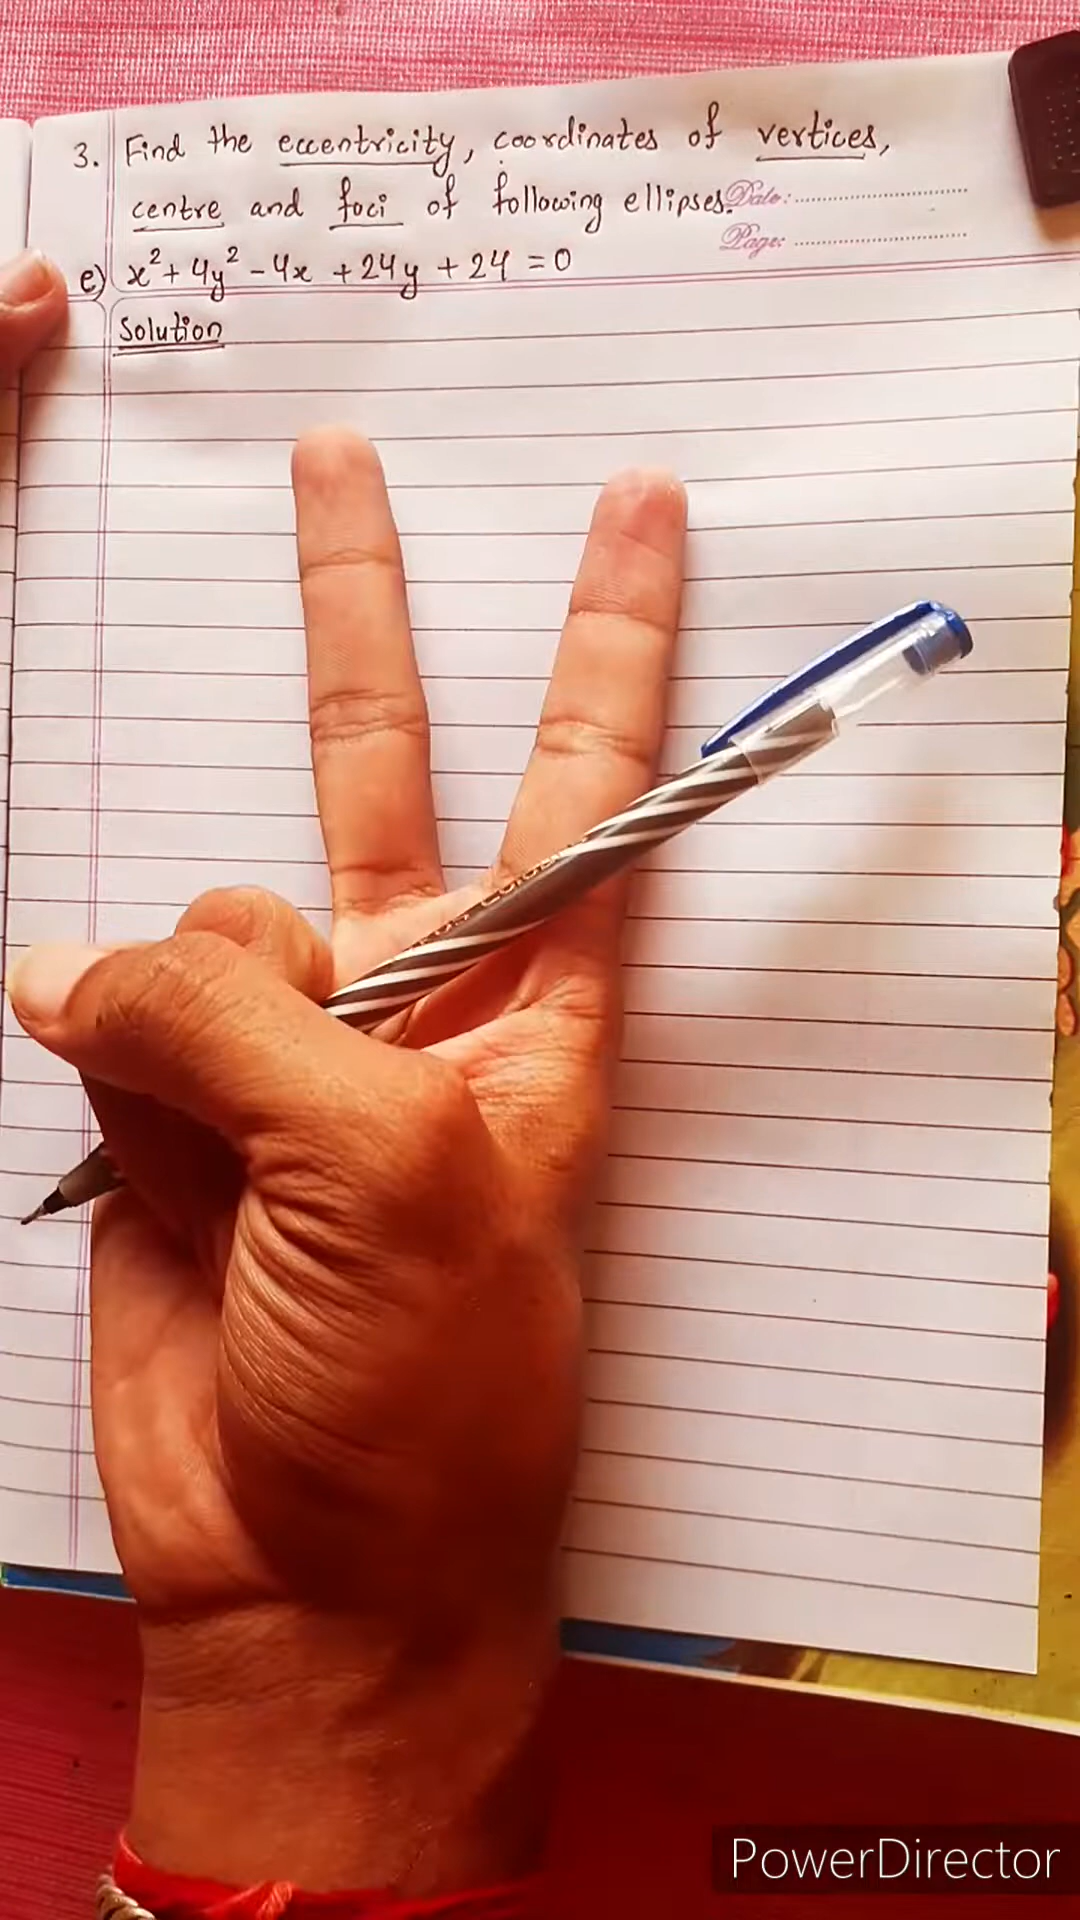 3. Find the eccentricity, coordinates of vertices,
centre and foci of following ellipses.
Date:
Page:
e) x²+ 4y² - 4x + 24y + 24 = 0
Solution
PowerDirector